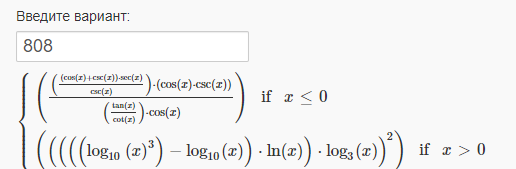 Введите вариант:
808
{ ( ( ( ((cos(x)+csc(x))·sec(x)) / csc(x) )·(cos(x)·csc(x)) ) / ( ( tan(x) / cot(x) )·cos(x) ) ) if x ≤ 0
( ( ( ( (log₁₀ (x)³) − log₁₀(x) ) · ln(x) ) · log₃(x) )² ) if x > 0